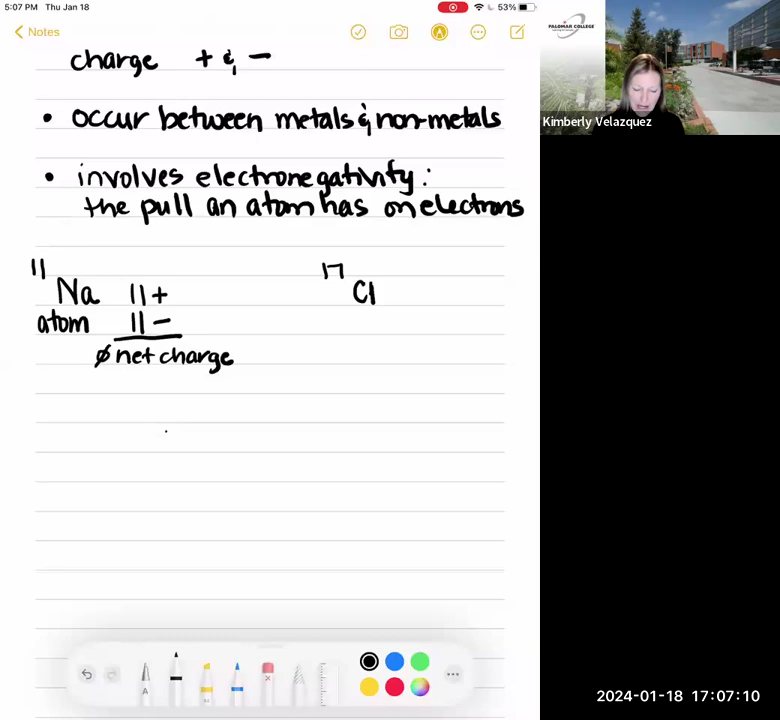 5:07 PM Thu Jan 18
53%
Notes
PALOMAR COLLEGE
Kimberly Velazquez
charge + & -
• occur between metals & non-metals
• involves electronegativity:
the pull an atom has on electrons
11 Na 11+
atom 11-
0 net charge
17 Cl
A
2024-01-18 17:07:10